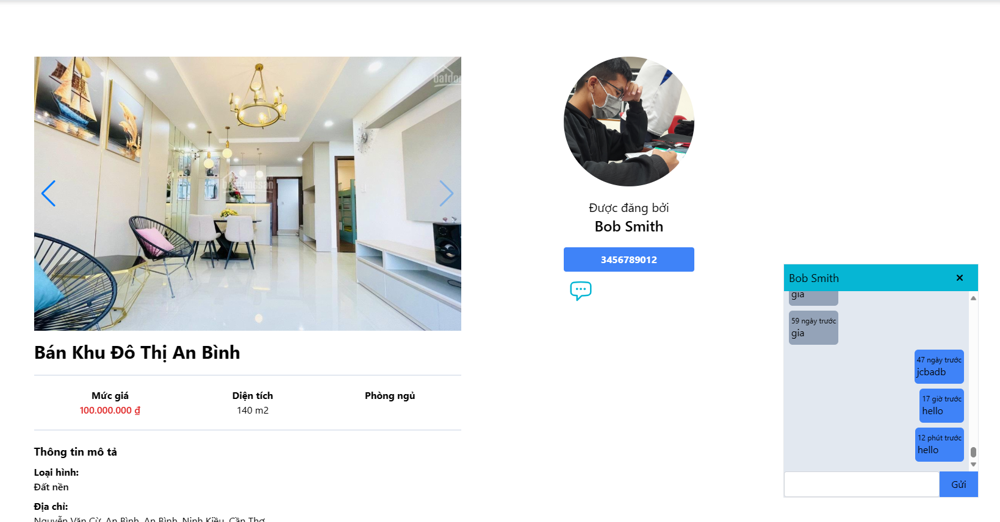 batdongsan
Được đăng bởi
Bob Smith
3456789012
Bán Khu Đô Thị An Bình
Mức giá
100.000.000 ₫
Diện tích
140 m2
Phòng ngủ
Thông tin mô tả
Loại hình:
Đất nền
Địa chỉ:
Nguyễn Văn Cừ, An Bình, An Bình, Ninh Kiều, Cần Thơ
Bob Smith
×
gia
59 ngày trước
gia
47 ngày trước
jcbadb
17 giờ trước
hello
12 phút trước
hello
Gửi